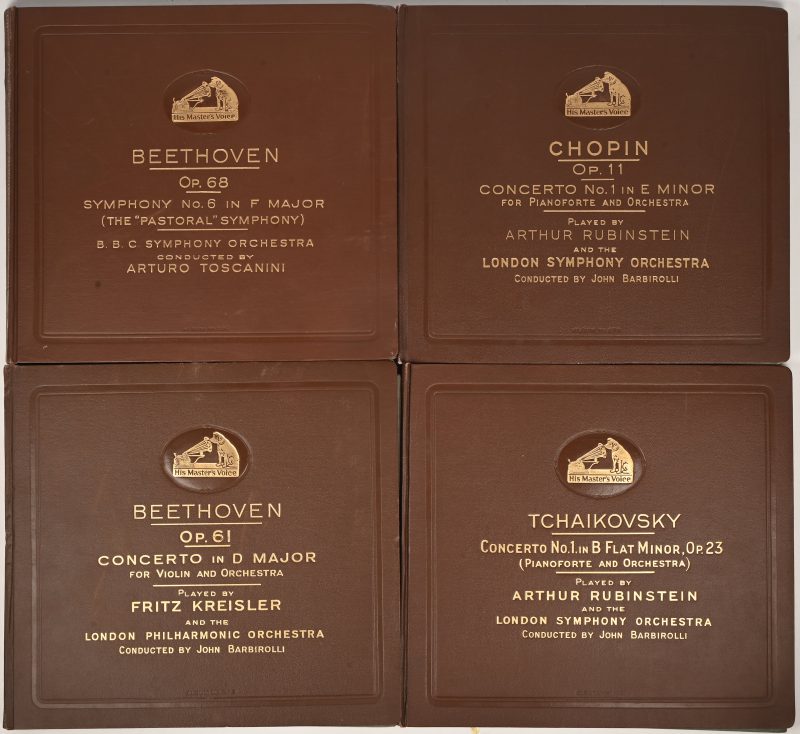 His Master's Voice
BEETHOVEN
OP. 68
SYMPHONY No. 6 IN F MAJOR
(THE "PASTORAL" SYMPHONY)
B. B. C SYMPHONY ORCHESTRA
CONDUCTED BY
ARTURO TOSCANINI
His Master's Voice
CHOPIN
OP. 11
CONCERTO No. 1 IN E MINOR
FOR PIANOFORTE AND ORCHESTRA
PLAYED BY
ARTHUR RUBINSTEIN
AND THE
LONDON SYMPHONY ORCHESTRA
CONDUCTED BY JOHN BARBIROLLI
His Master's Voice
BEETHOVEN
OP. 61
CONCERTO IN D MAJOR
FOR VIOLIN AND ORCHESTRA
PLAYED BY
FRITZ KREISLER
AND THE
LONDON PHILHARMONIC ORCHESTRA
CONDUCTED BY JOHN BARBIROLLI
His Master's Voice
TCHAIKOVSKY
CONCERTO No. 1. IN B FLAT MINOR, OP. 23
(PIANOFORTE AND ORCHESTRA)
PLAYED BY
ARTHUR RUBINSTEIN
AND THE
LONDON SYMPHONY ORCHESTRA
CONDUCTED BY JOHN BARBIROLLI